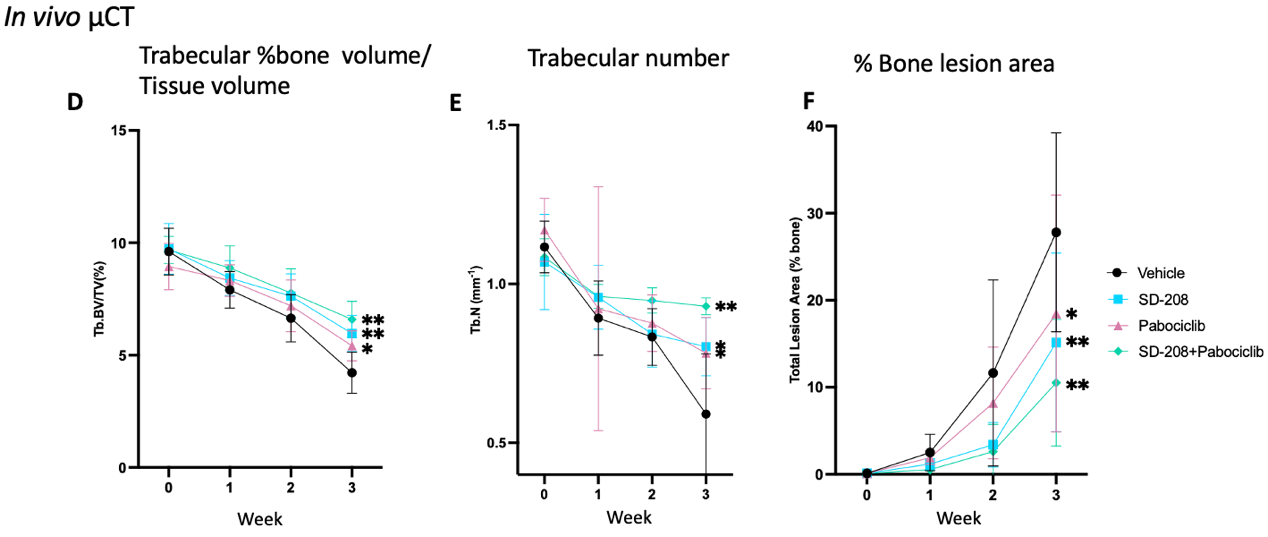 In vivo µCT
Trabecular %bone volume/
Tissue volume
Trabecular number
% Bone lesion area
D
E
F
Tb.BV/TV(%)
15
10
5
0
0 1 2 3
Week
**
**
*
Tb.N (mm⁻¹)
1.5
1.0
0.5
0 1 2 3
Week
**
*
*
Total Lesion Area (% bone)
40
30
20
10
0
0 1 2 3
Week
*
**
**
Vehicle
SD-208
Pabociclib
SD-208+Pabociclib